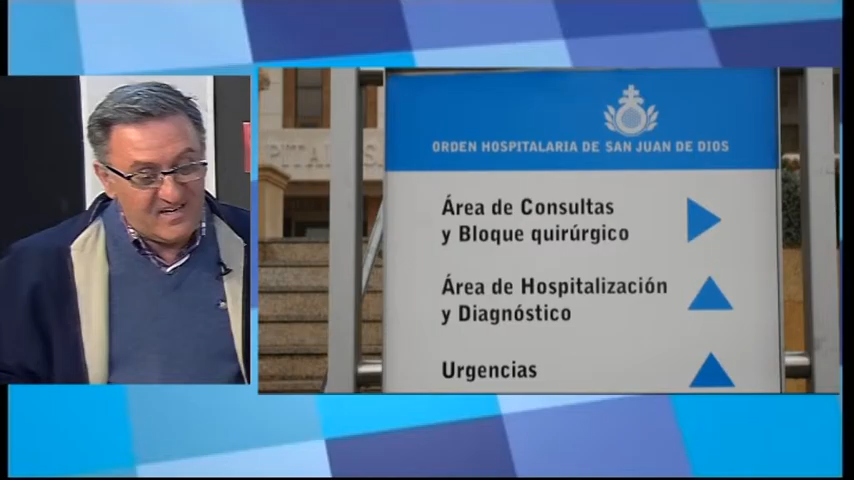 ORDEN HOSPITALARIA DE SAN JUAN DE DIOS
Área de Consultas
y Bloque quirúrgico
Área de Hospitalización
y Diagnóstico
Urgencias